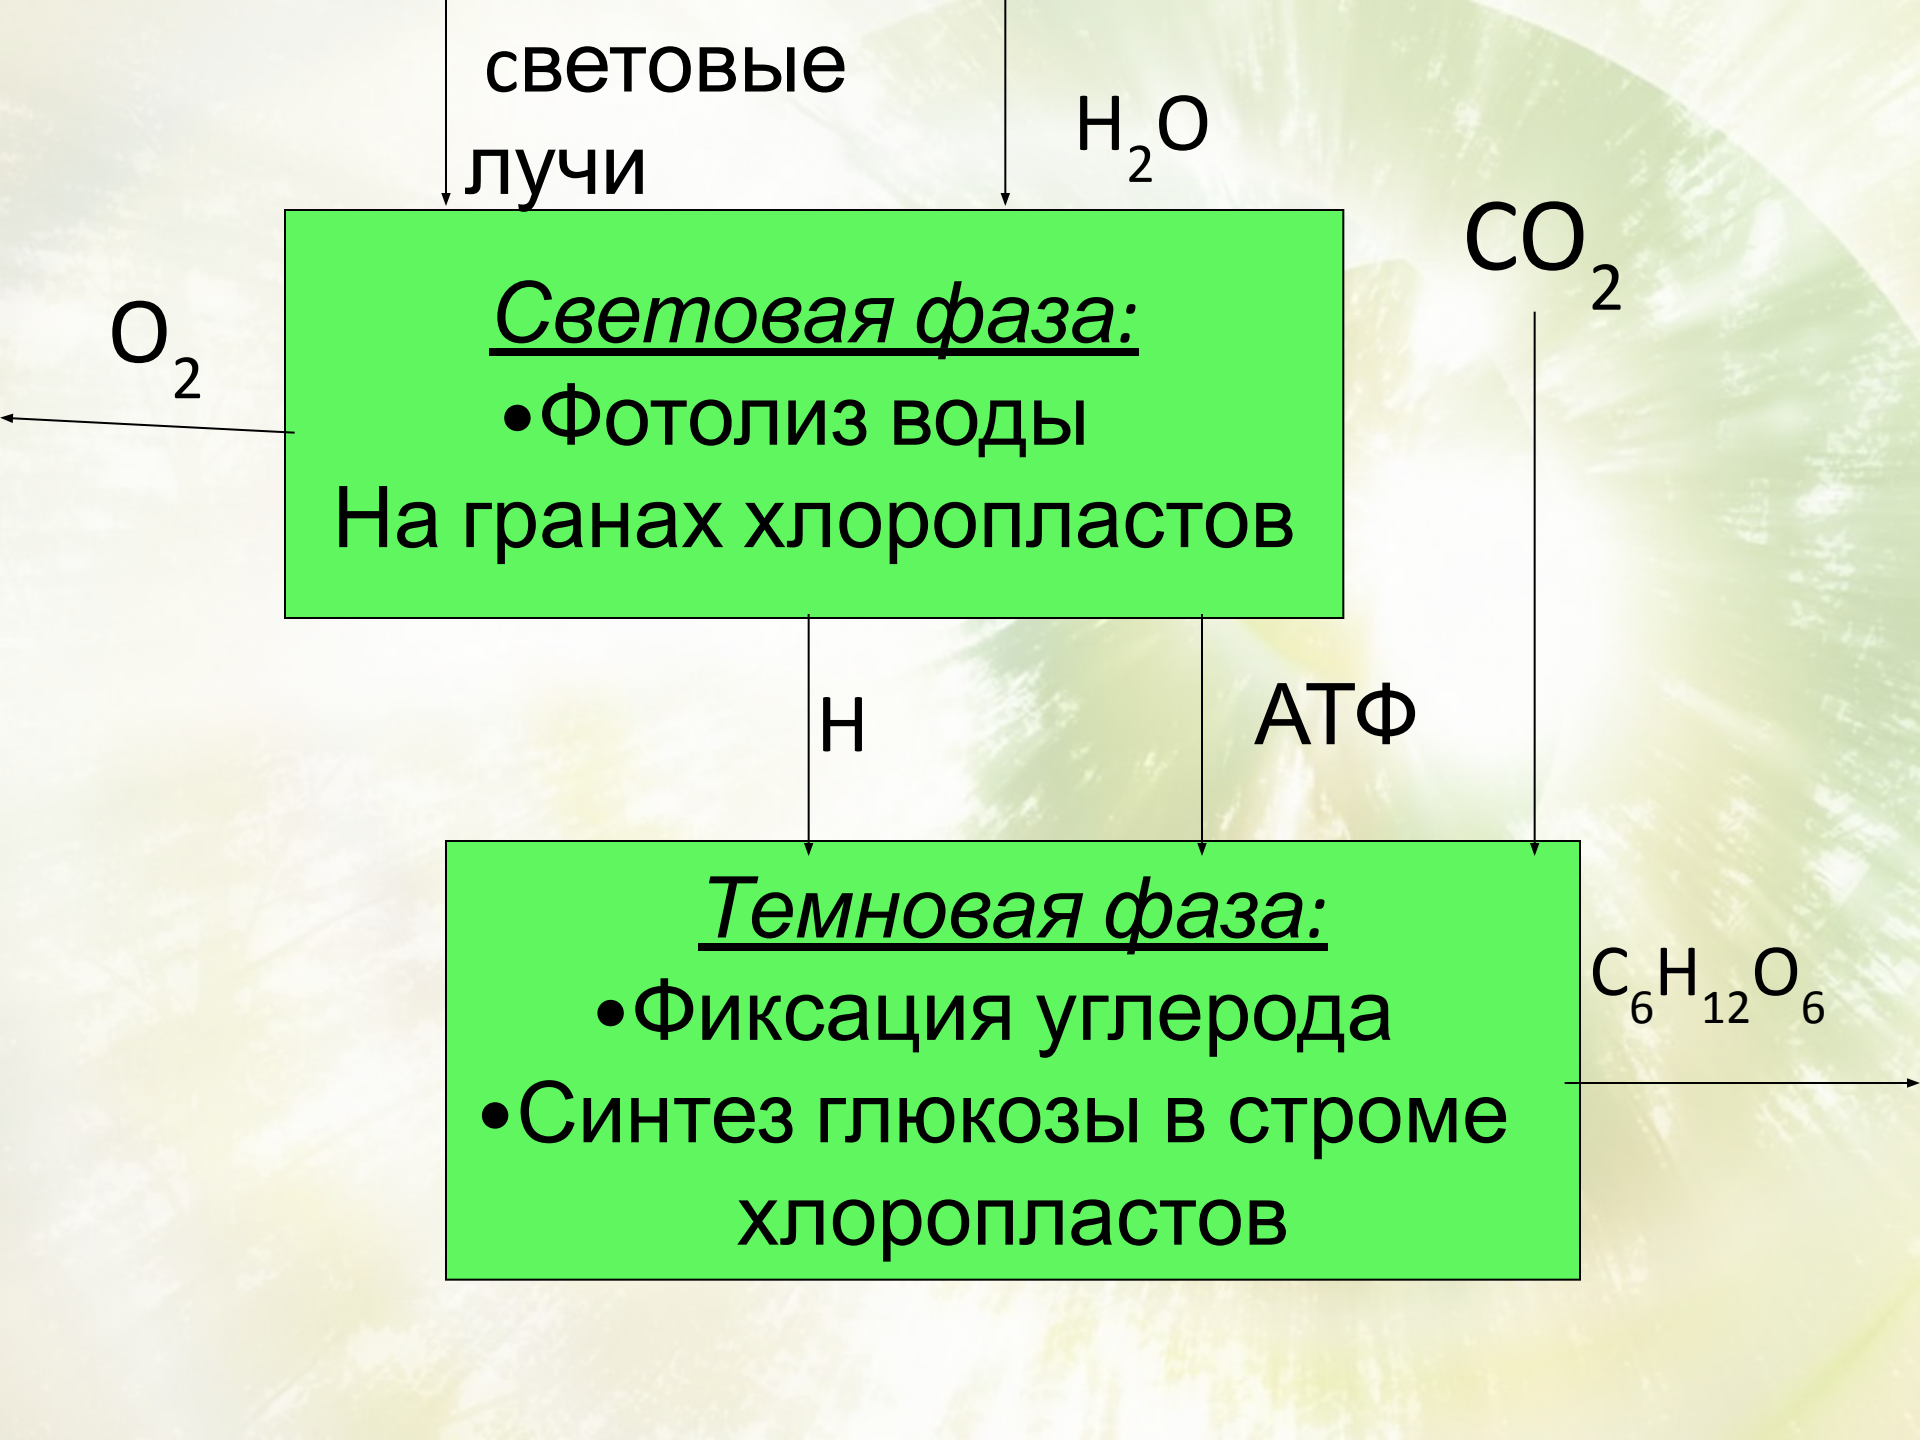 световые
лучи
H₂O
CO₂
O₂
Световая фаза:
•Фотолиз воды
На гранах хлоропластов
H
АТФ
Темновая фаза:
•Фиксация углерода
•Синтез глюкозы в строме
хлоропластов
C₆H₁₂O₆